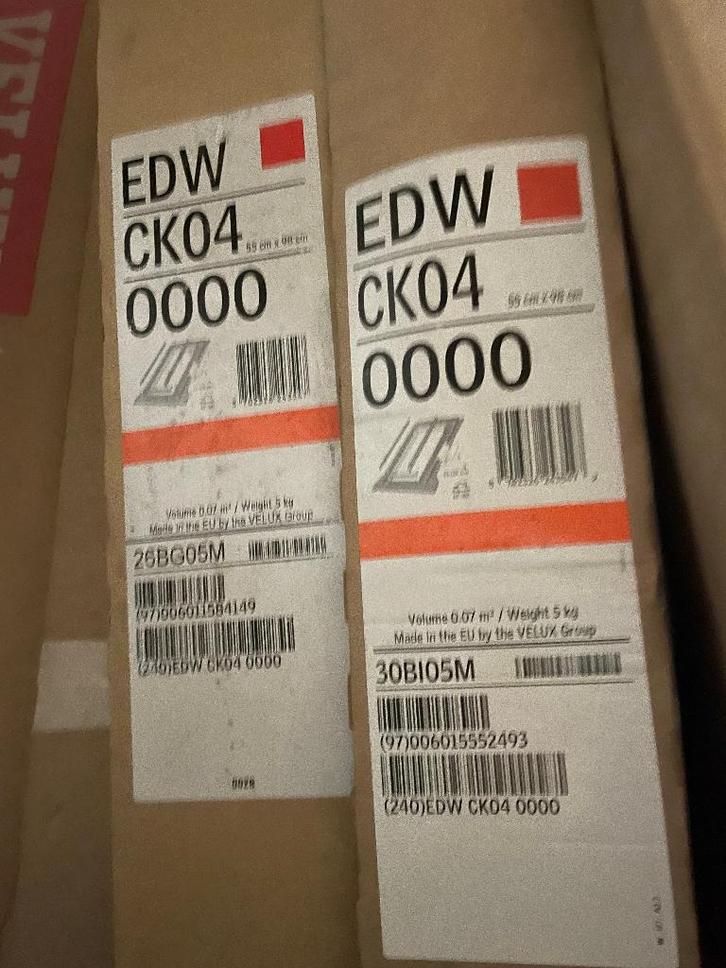 EDW
CK04 55 cm x 98 cm
0000
Volume 0.07 m³ / Weight 5 kg
Made in the EU by the VELUX Group
26BG05M
(97)006011584149
(240)EDW CK04 0000
EDW
CK04 55 cm x 98 cm
0000
Volume 0.07 m³ / Weight 5 kg
Made in the EU by the VELUX Group
30BI05M
(97)006015552493
(240)EDW CK04 0000